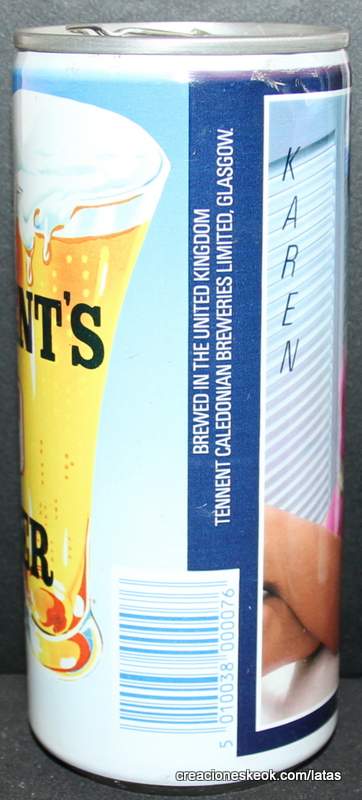 NT'S
ER
BREWED IN THE UNITED KINGDOM
TENNENT CALEDONIAN BREWERIES LIMITED, GLASGOW.
KAREN
5 010038 000076
creacioneskeok.com/latas